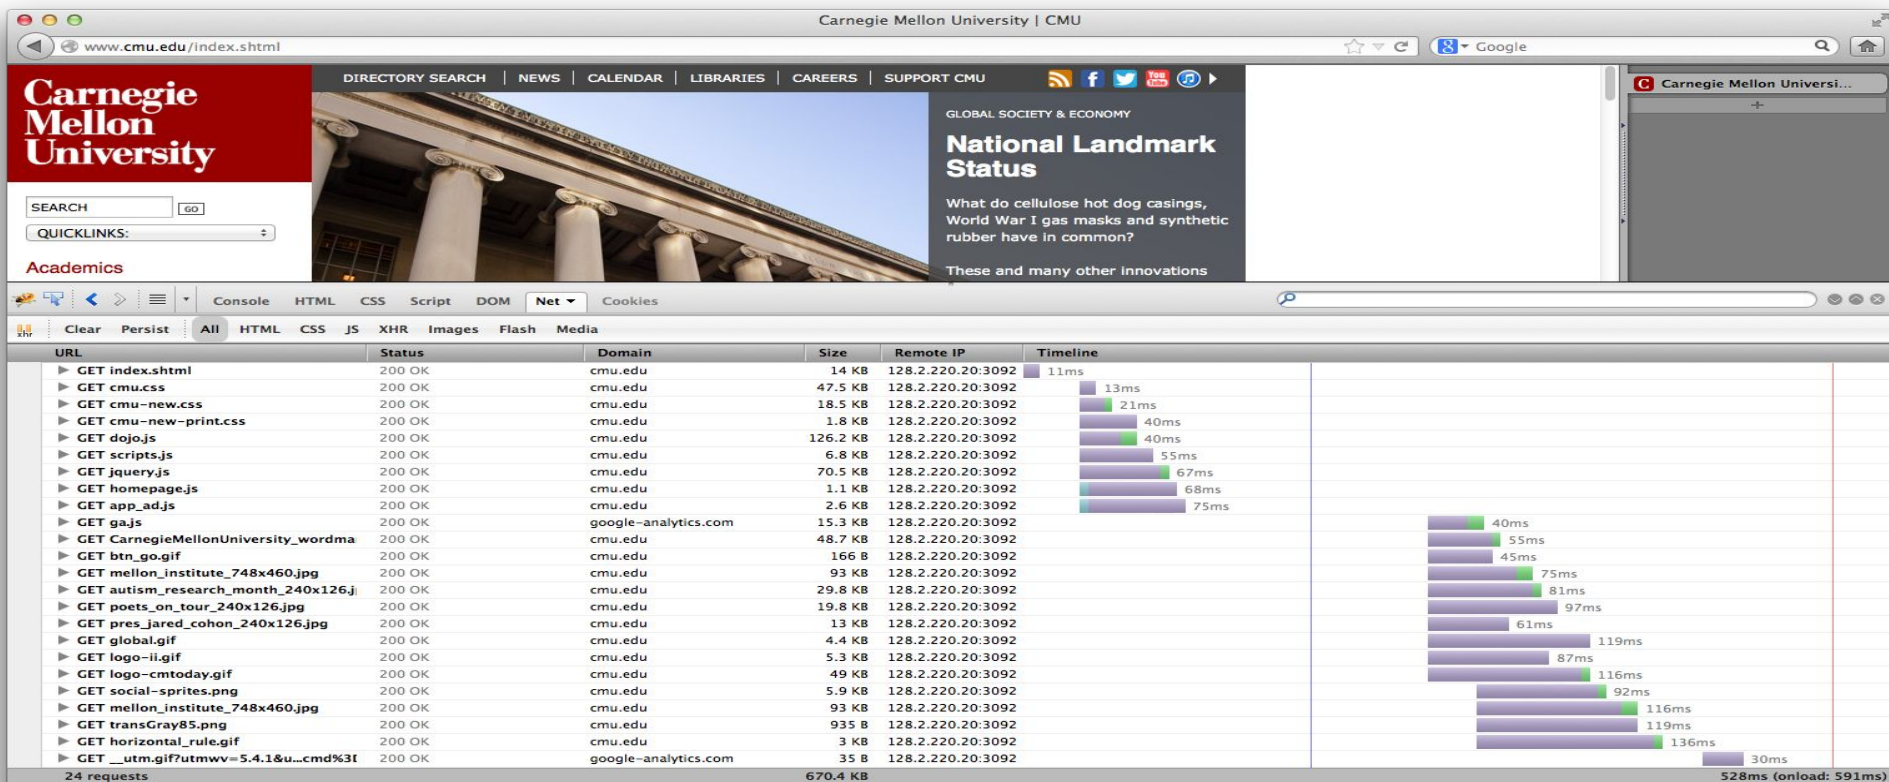 Carnegie Mellon University | CMU
www.cmu.edu/index.shtml
Google
Carnegie
Mellon
University
DIRECTORY SEARCH | NEWS | CALENDAR | LIBRARIES | CAREERS | SUPPORT CMU
You Tube
Carnegie Mellon Universi...
SEARCH GO
QUICKLINKS:
Academics
GLOBAL SOCIETY & ECONOMY
National Landmark
Status
What do cellulose hot dog casings,
World War I gas masks and synthetic
rubber have in common?
These and many other innovations
Console HTML CSS Script DOM Net Cookies
xhr Clear Persist All HTML CSS JS XHR Images Flash Media
URL Status Domain Size Remote IP Timeline
GET index.shtml 200 OK cmu.edu 14 KB 128.2.220.20:3092 11ms
GET cmu.css 200 OK cmu.edu 47.5 KB 128.2.220.20:3092 13ms
GET cmu-new.css 200 OK cmu.edu 18.5 KB 128.2.220.20:3092 21ms
GET cmu-new-print.css 200 OK cmu.edu 1.8 KB 128.2.220.20:3092 40ms
GET dojo.js 200 OK cmu.edu 126.2 KB 128.2.220.20:3092 40ms
GET scripts.js 200 OK cmu.edu 6.8 KB 128.2.220.20:3092 55ms
GET jquery.js 200 OK cmu.edu 70.5 KB 128.2.220.20:3092 67ms
GET homepage.js 200 OK cmu.edu 1.1 KB 128.2.220.20:3092 68ms
GET app_ad.js 200 OK cmu.edu 2.6 KB 128.2.220.20:3092 75ms
GET ga.js 200 OK google-analytics.com 15.3 KB 128.2.220.20:3092 40ms
GET CarnegieMellonUniversity_wordma 200 OK cmu.edu 48.7 KB 128.2.220.20:3092 55ms
GET btn_go.gif 200 OK cmu.edu 166 B 128.2.220.20:3092 45ms
GET mellon_institute_748x460.jpg 200 OK cmu.edu 93 KB 128.2.220.20:3092 75ms
GET autism_research_month_240x126.j 200 OK cmu.edu 29.8 KB 128.2.220.20:3092 81ms
GET poets_on_tour_240x126.jpg 200 OK cmu.edu 19.8 KB 128.2.220.20:3092 97ms
GET pres_jared_cohon_240x126.jpg 200 OK cmu.edu 13 KB 128.2.220.20:3092 61ms
GET global.gif 200 OK cmu.edu 4.4 KB 128.2.220.20:3092 119ms
GET logo-ii.gif 200 OK cmu.edu 5.3 KB 128.2.220.20:3092 87ms
GET logo-cmtoday.gif 200 OK cmu.edu 49 KB 128.2.220.20:3092 116ms
GET social-sprites.png 200 OK cmu.edu 5.9 KB 128.2.220.20:3092 92ms
GET mellon_institute_748x460.jpg 200 OK cmu.edu 93 KB 128.2.220.20:3092 116ms
GET transGray85.png 200 OK cmu.edu 935 B 128.2.220.20:3092 119ms
GET horizontal_rule.gif 200 OK cmu.edu 3 KB 128.2.220.20:3092 136ms
GET __utm.gif?utmwv=5.4.1&u...cmd%3D 200 OK google-analytics.com 35 B 128.2.220.20:3092 30ms
24 requests 670.4 KB 528ms (onload: 591ms)